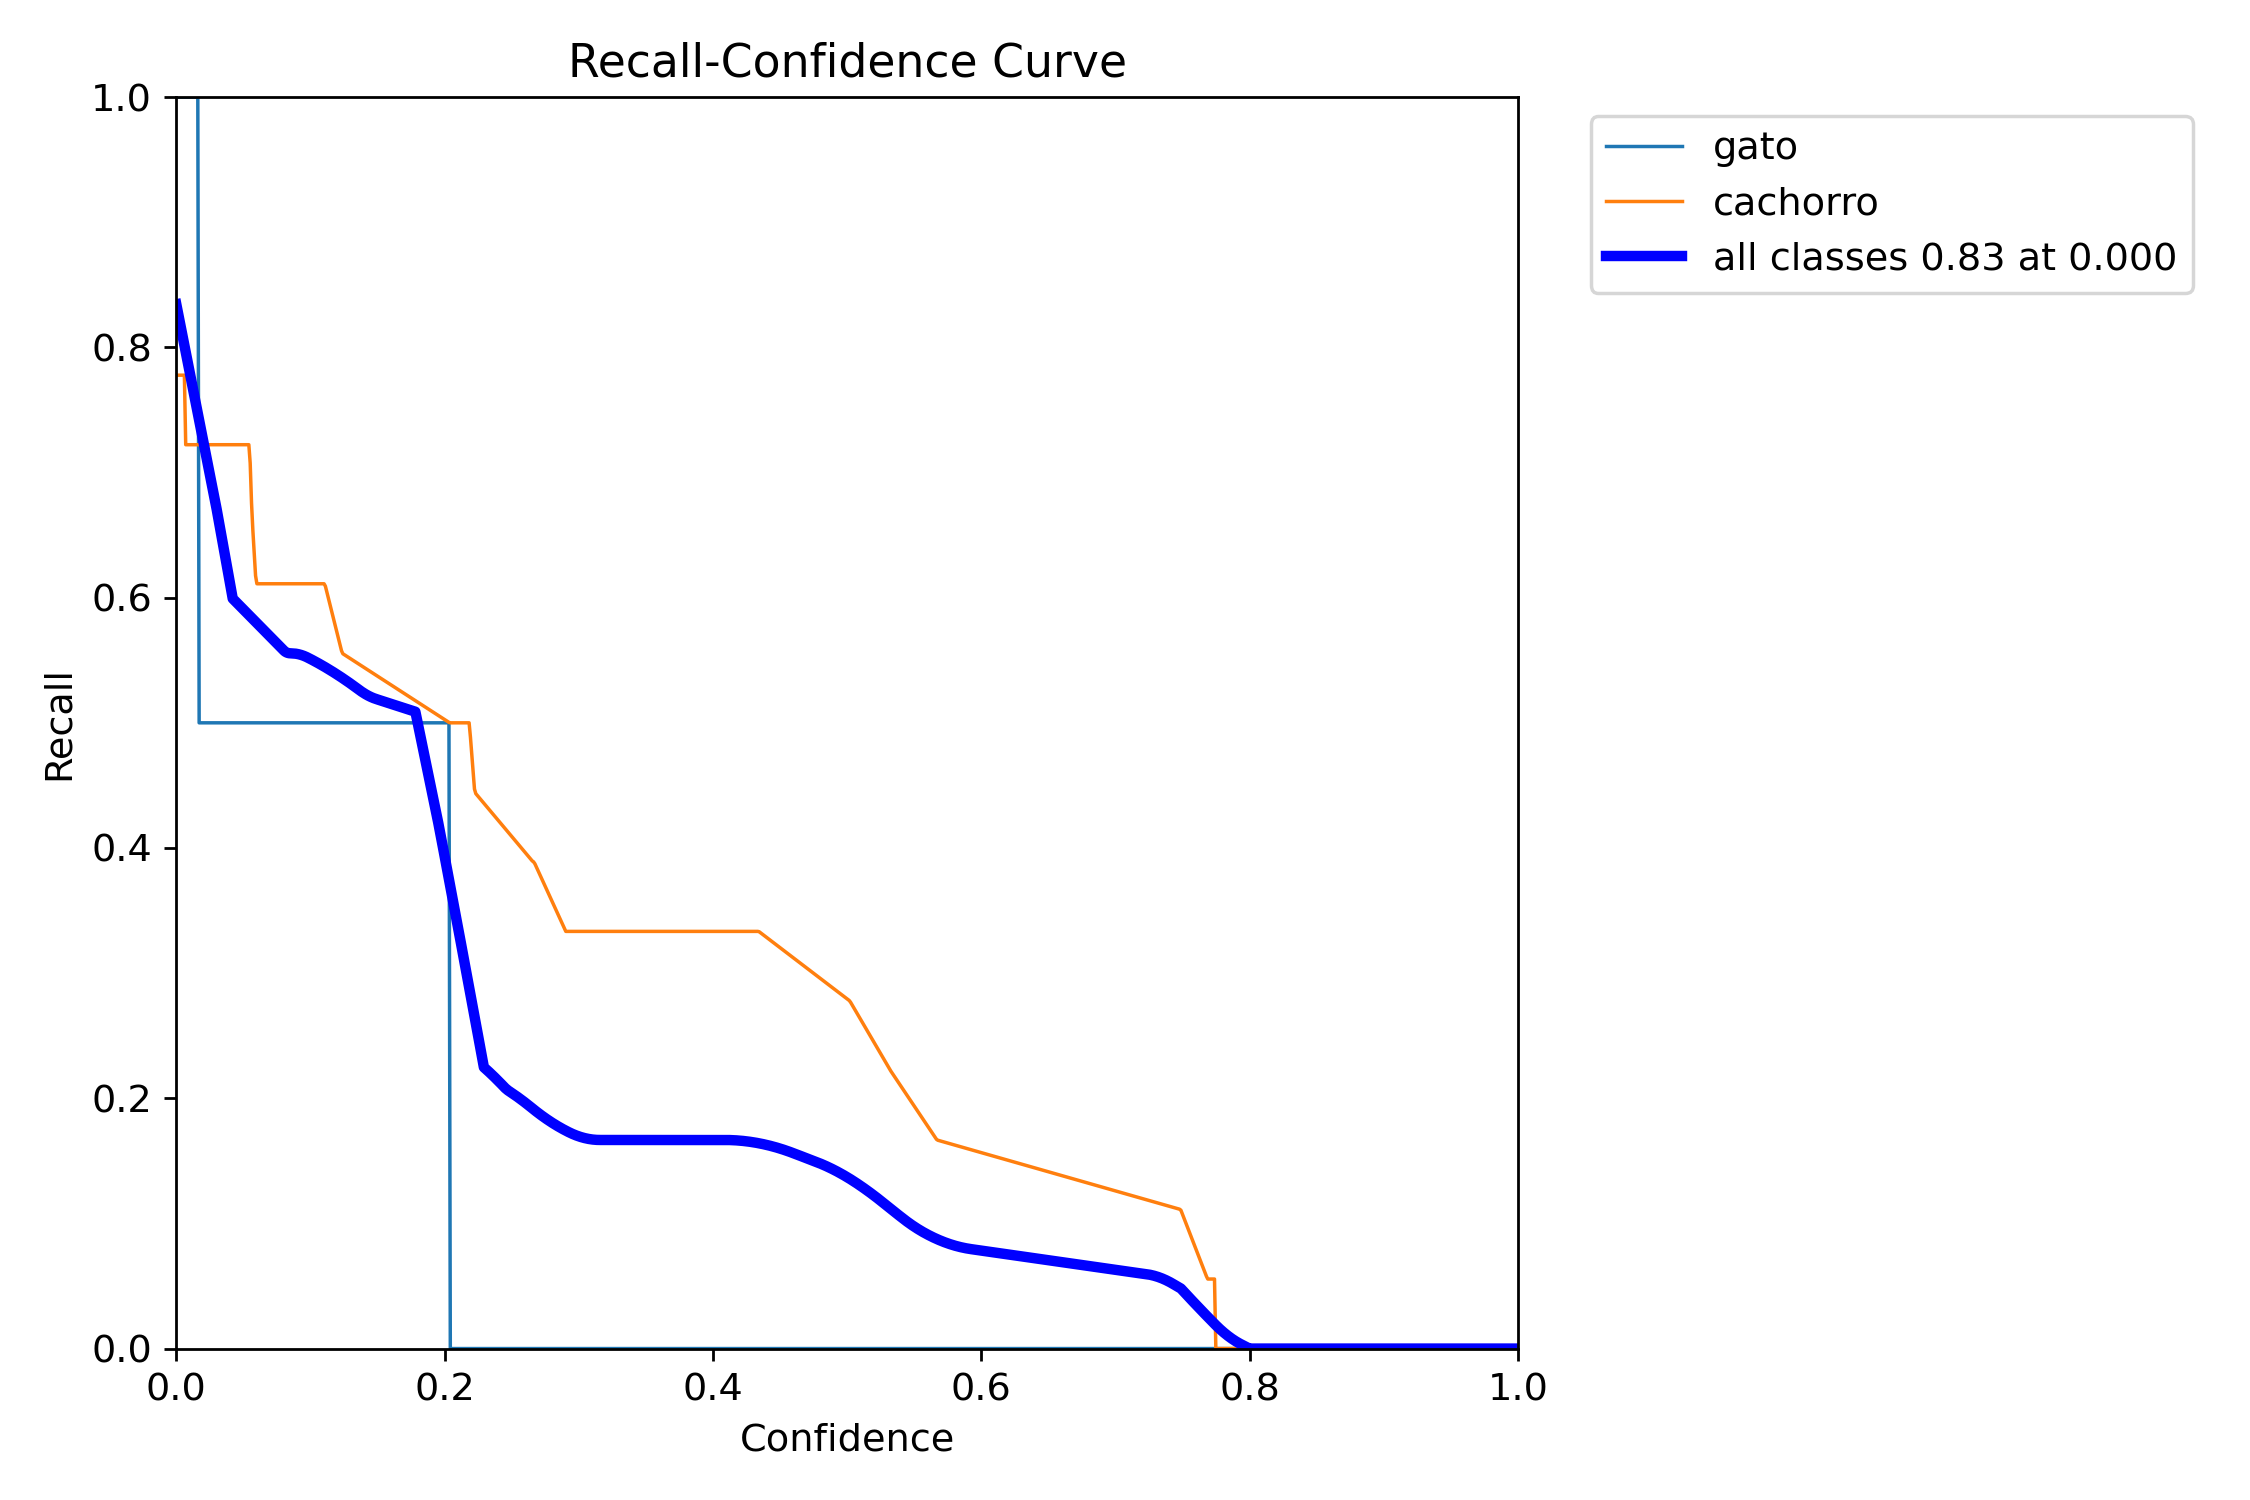 Recall-Confidence Curve
1.0
0.8
0.6
0.4
0.2
0.0
Recall
0.0 0.2 0.4 0.6 0.8 1.0
Confidence
gato
cachorro
all classes 0.83 at 0.000